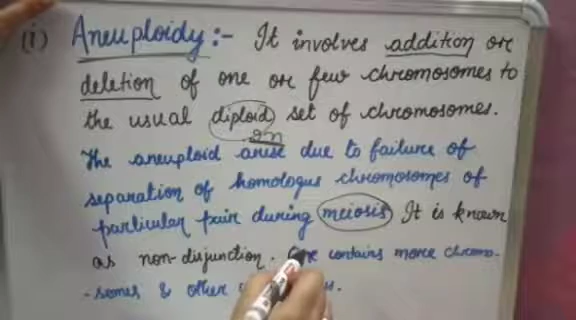 (i) Aneuploidy:- It involves addition or
deletion of one or few chromosomes to
the usual diploid set of chromosomes.
2n
The aneuploid arise due to failure of
separation of homologus chromosomes of
particular pair during meiosis It is known
as non-disjunction. One contains more chromo-
-somes & other